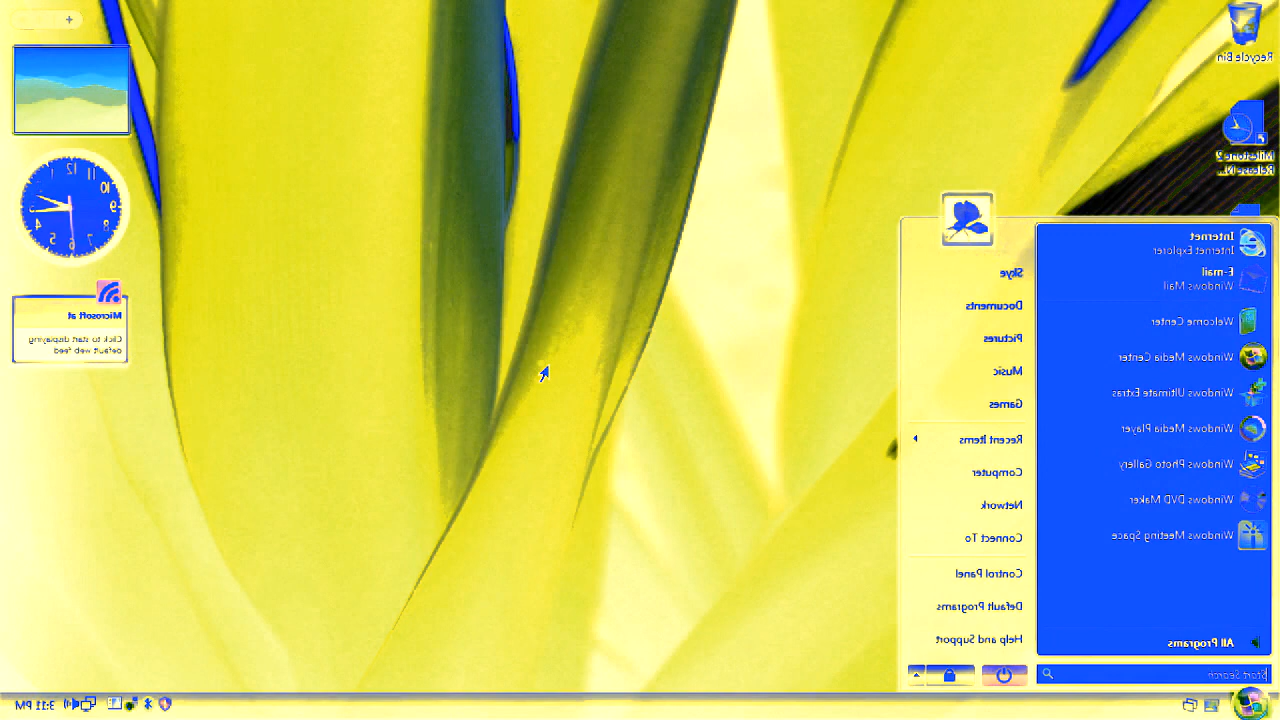 Recycle Bin
Milestone 2
Release N...
Internet
Internet Explorer
E-mail
Windows Mail
Welcome Center
Windows Media Center
Windows Ultimate Extras
Windows Media Player
Windows Photo Gallery
Windows DVD Maker
Windows Meeting Space
All Programs
Start Search
Skye
Documents
Pictures
Music
Games
Recent Items
Computer
Network
Connect To
Control Panel
Default Programs
Help and Support
Microsoft at
Click to start displaying
default web feed
3:11 PM